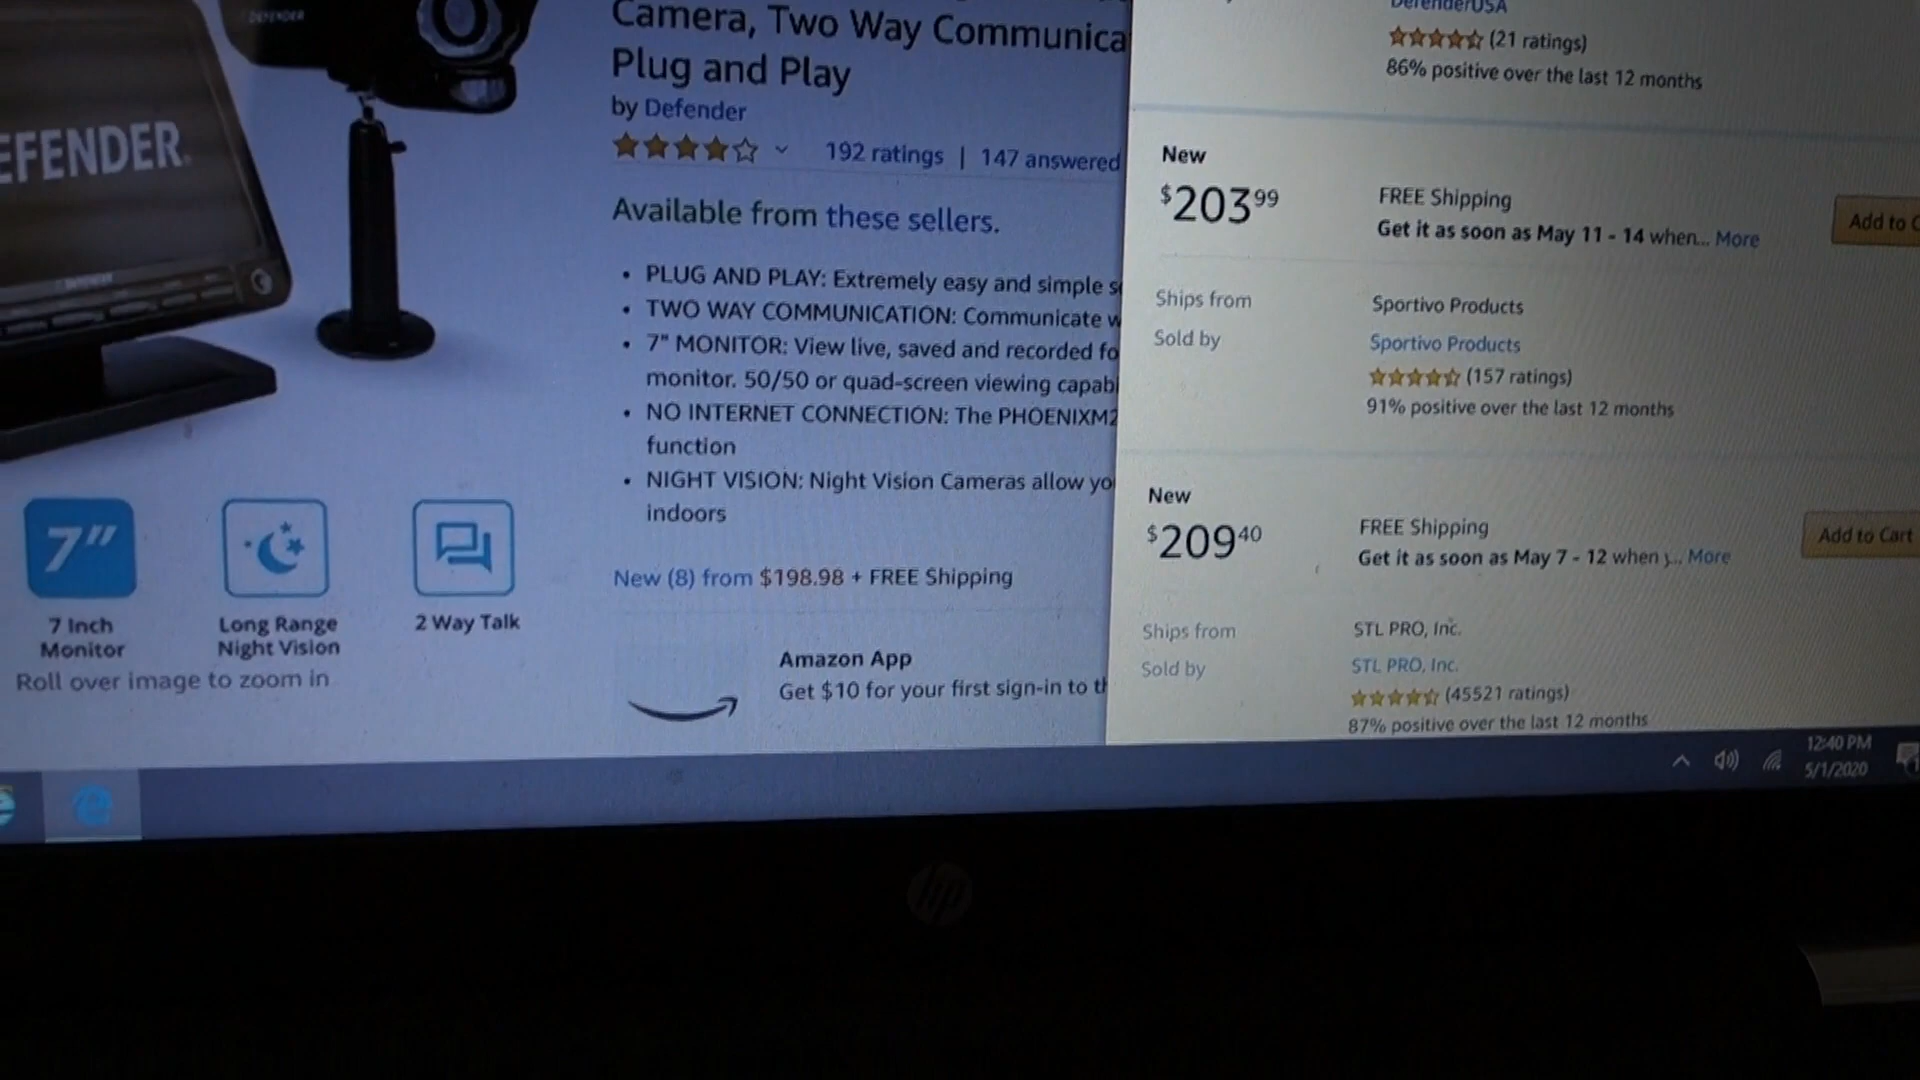 DEFENDER
EFENDER
7"
7 Inch
Monitor
Long Range
Night Vision
2 Way Talk
Roll over image to zoom in
Camera, Two Way Communica
Plug and Play
by Defender
192 ratings | 147 answered
Available from these sellers.
• PLUG AND PLAY: Extremely easy and simple s
• TWO WAY COMMUNICATION: Communicate w
• 7" MONITOR: View live, saved and recorded fo
monitor. 50/50 or quad-screen viewing capabi
• NO INTERNET CONNECTION: The PHOENIXM2
function
• NIGHT VISION: Night Vision Cameras allow yo
indoors
New (8) from $198.98 + FREE Shipping
Amazon App
Get $10 for your first sign-in to th
DefenderUSA
(21 ratings)
86% positive over the last 12 months
New
$203.99
FREE Shipping
Get it as soon as May 11 - 14 when... More
Add to C
Ships from
Sportivo Products
Sold by
Sportivo Products
(157 ratings)
91% positive over the last 12 months
New
$209.40
FREE Shipping
Get it as soon as May 7 - 12 when y... More
Add to Cart
Ships from
STL PRO, Inc.
Sold by
STL PRO, Inc.
(45521 ratings)
87% positive over the last 12 months
12:40 PM
5/1/2020
hp